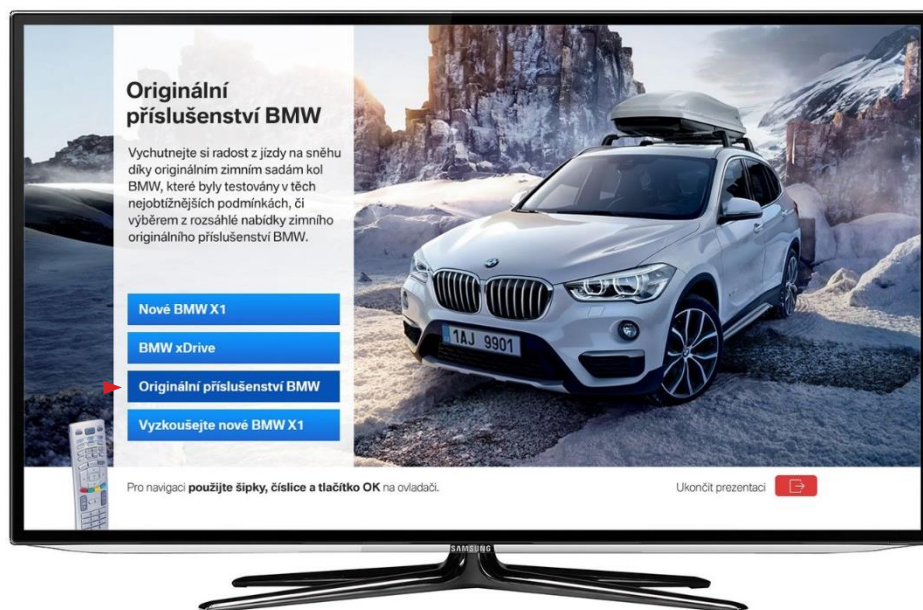 Originální
příslušenství BMW
Vychutnejte si radost z jízdy na sněhu
díky originálním zimním sadám kol
BMW, které byly testovány v těch
nejobtížnějších podmínkách, či
výběrem z rozsáhlé nabídky zimního
originálního příslušenství BMW.
Nové BMW X1
BMW xDrive
Originální příslušenství BMW
Vyzkoušejte nové BMW X1
1AJ 9901
Pro navigaci použijte šipky, číslice a tlačítko OK na ovladači.
Ukončit prezentaci
SAMSUNG